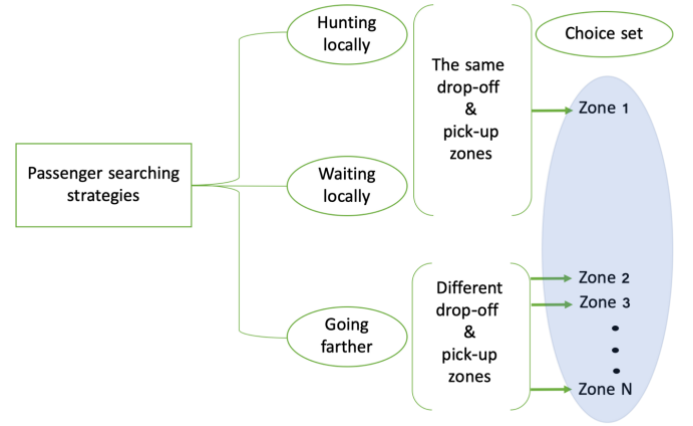 Passenger searching
strategies
Hunting
locally
Waiting
locally
Going
farther
The same
drop-off
&
pick-up
zones
Different
drop-off
&
pick-up
zones
Choice set
Zone 1
Zone 2
Zone 3
Zone N